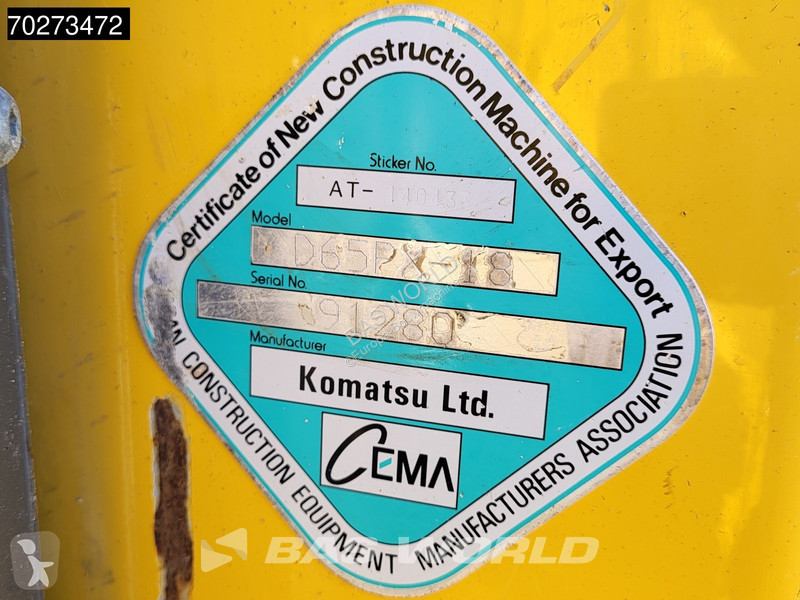 70273472
Certificate of New Construction Machine for Export
Sticker No.
AT-
Model
D65PX-18
Serial No.
91280
Manufacturer
Komatsu Ltd.
CEMA
CONSTRUCTION EQUIPMENT MANUFACTURERS ASSOCIATION
BAS WORLD